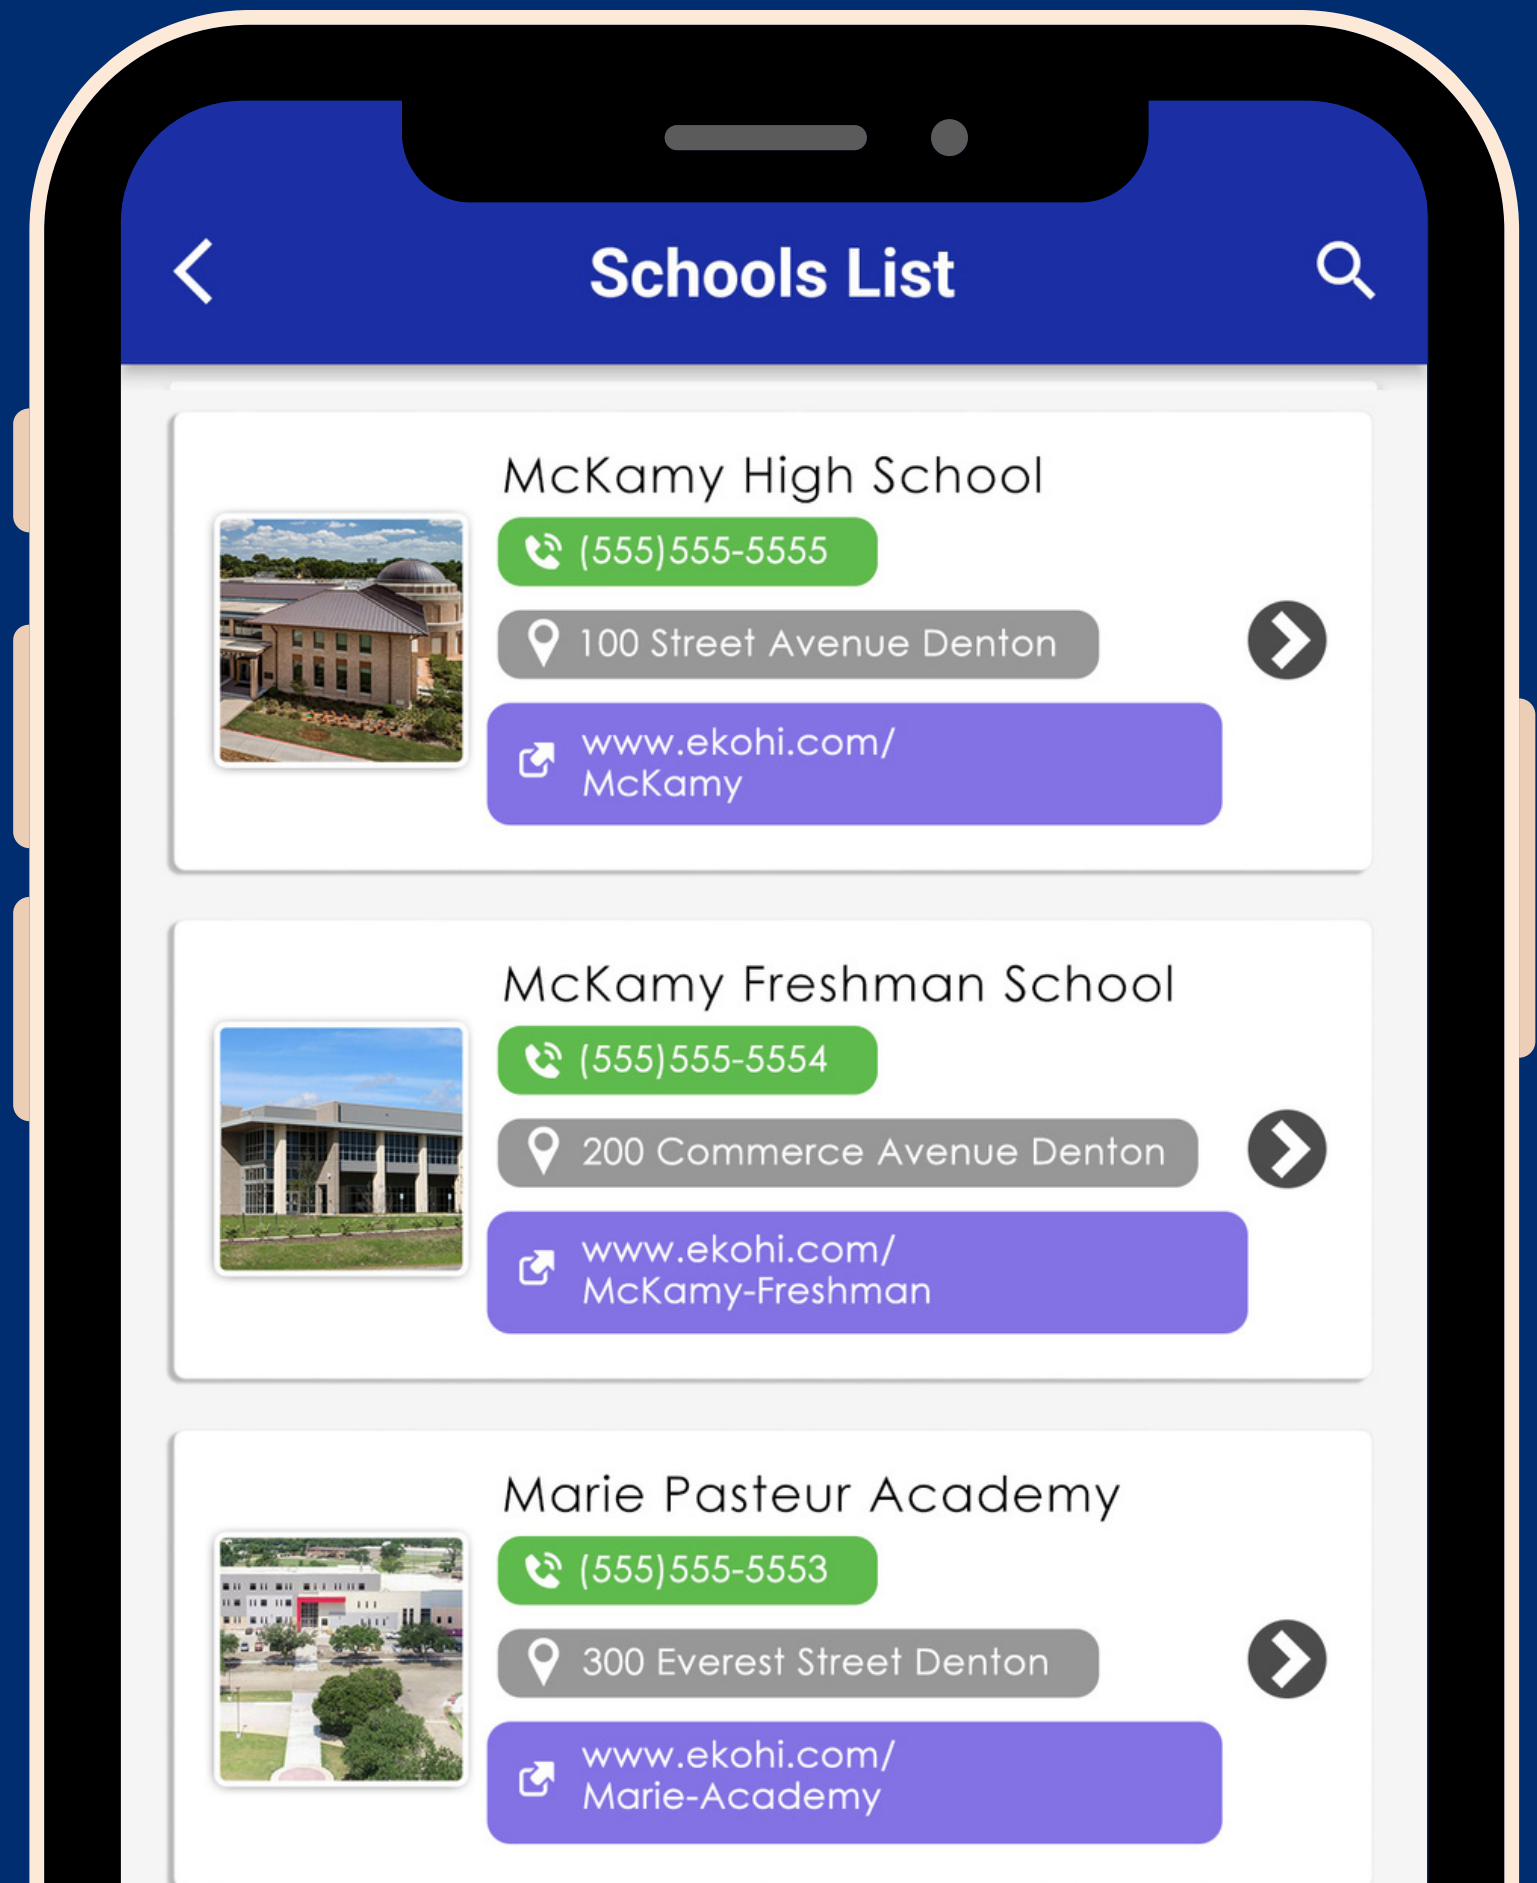 Schools List
McKamy High School
(555)555-5555
100 Street Avenue Denton
www.ekohi.com/
McKamy
McKamy Freshman School
(555)555-5554
200 Commerce Avenue Denton
www.ekohi.com/
McKamy-Freshman
Marie Pasteur Academy
(555)555-5553
300 Everest Street Denton
www.ekohi.com/
Marie-Academy